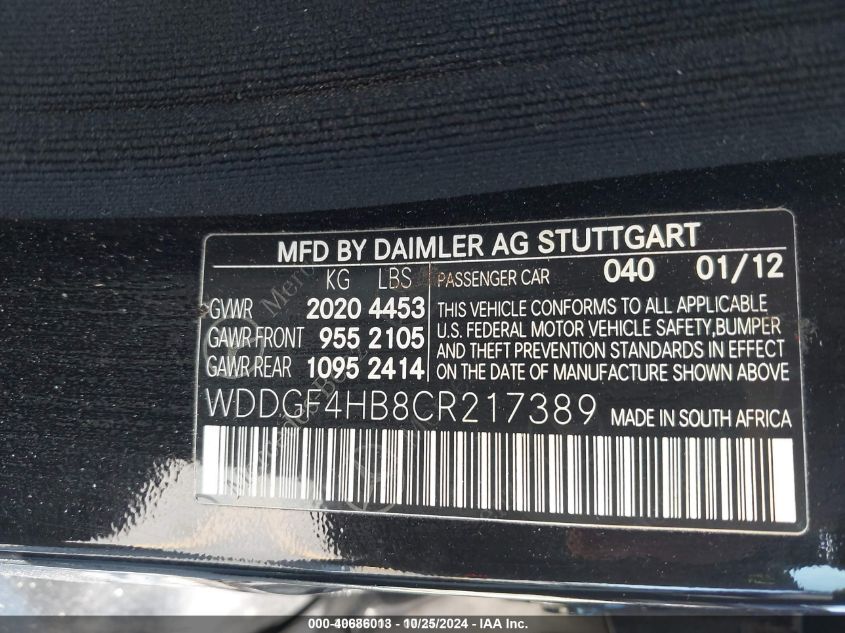 MFD BY DAIMLER AG STUTTGART
KG LBS PASSENGER CAR 040 01/12
GVWR 2020 4453 THIS VEHICLE CONFORMS TO ALL APPLICABLE
GAWR FRONT 955 2105 U.S. FEDERAL MOTOR VEHICLE SAFETY,BUMPER
GAWR REAR 1095 2414 AND THEFT PREVENTION STANDARDS IN EFFECT
ON THE DATE OF MANUFACTURE SHOWN ABOVE
WDDGF4HB8CR217389 MADE IN SOUTH AFRICA
000-40686013 - 10/25/2024 - IAA Inc.